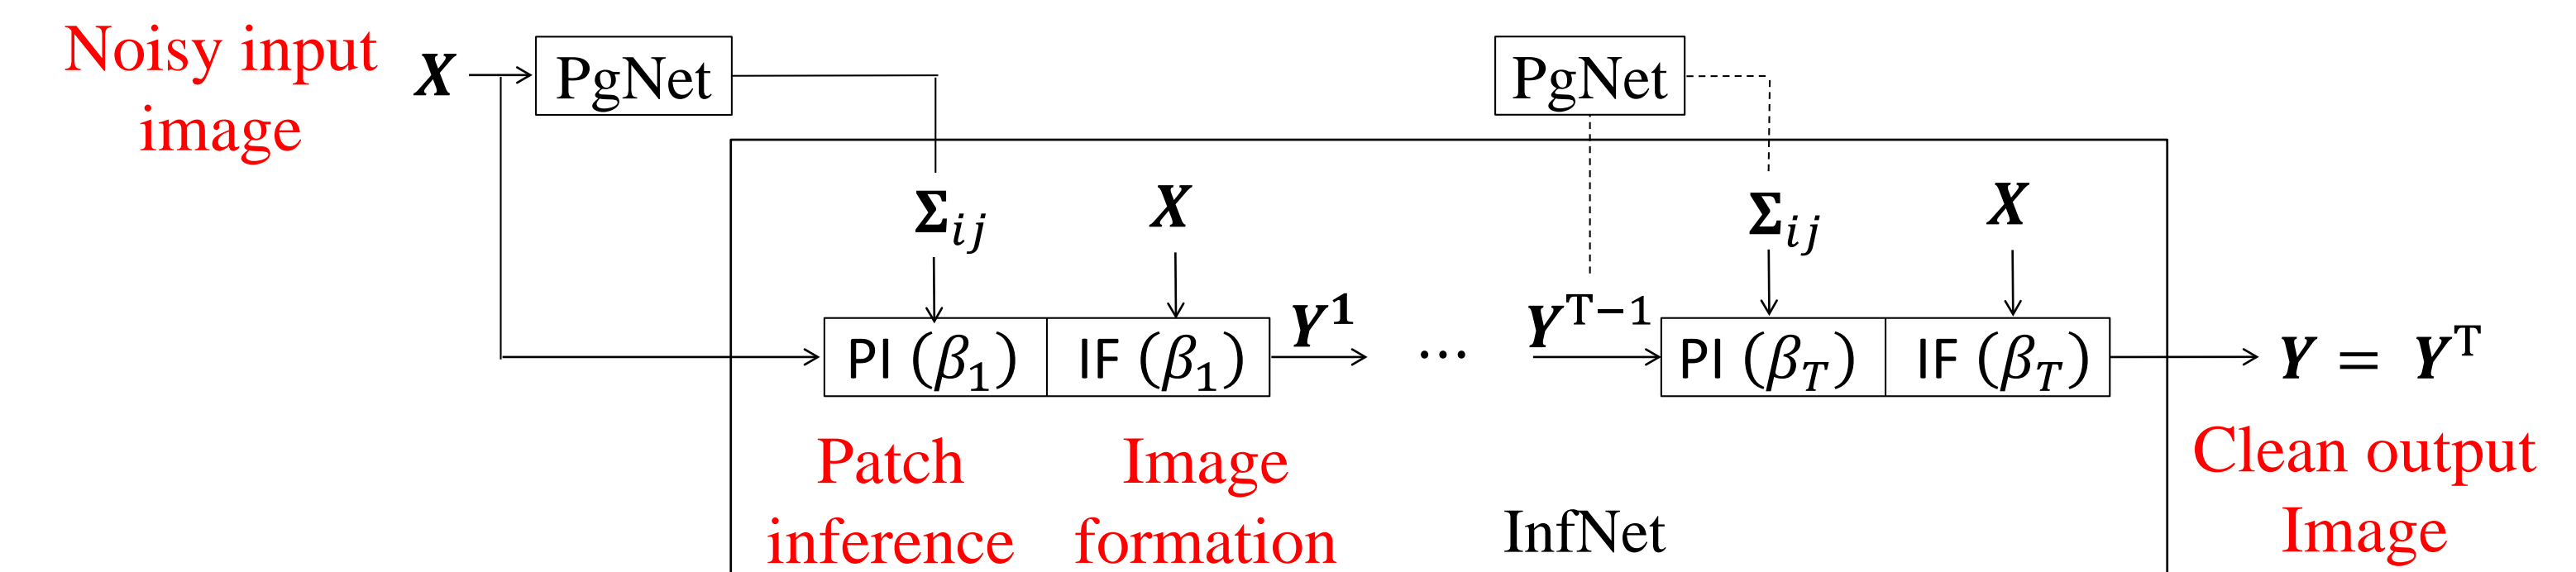 Noisy input
image
X
PgNet
PgNet
Σij
X
Σij
X
PI (β1)
IF (β1)
Y1
...
YT−1
PI (βT)
IF (βT)
Y = YT
Patch
inference
Image
formation
InfNet
Clean output
Image